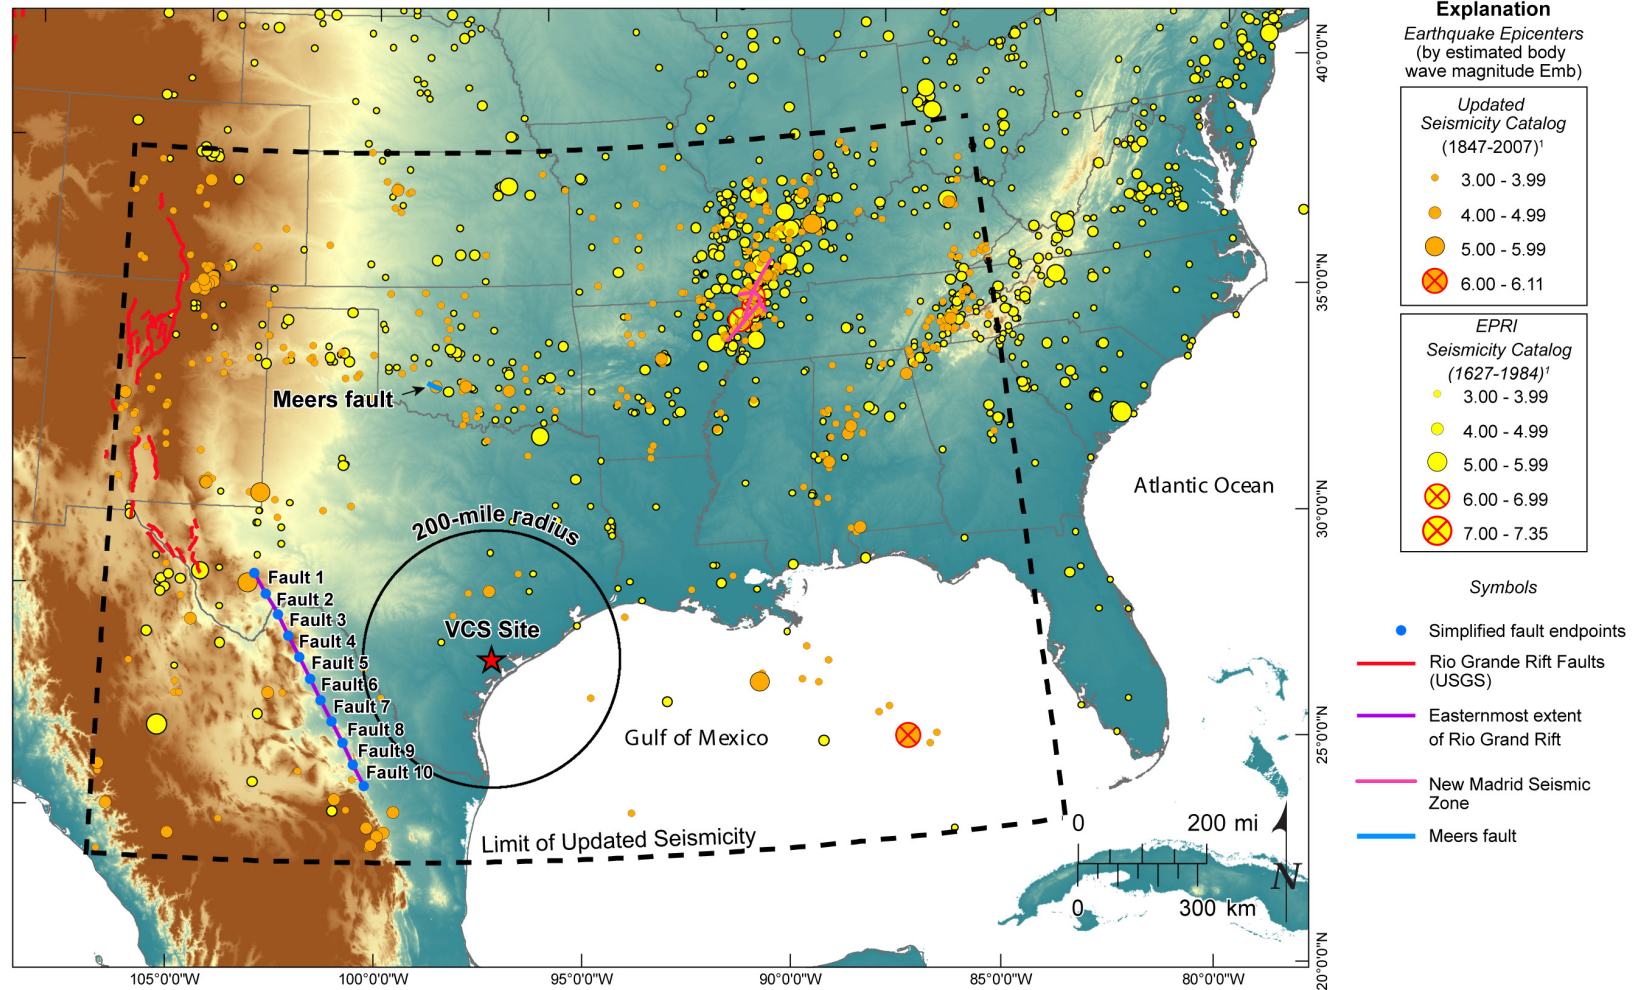 Explanation
Earthquake Epicenters
(by estimated body
wave magnitude Emb)
Updated
Seismicity Catalog
(1847-2007)¹
3.00 - 3.99
4.00 - 4.99
5.00 - 5.99
6.00 - 6.11
EPRI
Seismicity Catalog
(1627-1984)¹
3.00 - 3.99
4.00 - 4.99
5.00 - 5.99
6.00 - 6.99
7.00 - 7.35
Symbols
Simplified fault endpoints
Rio Grande Rift Faults
(USGS)
Easternmost extent
of Rio Grand Rift
New Madrid Seismic
Zone
Meers fault
Meers fault
200-mile radius
VCS Site
Fault 1
Fault 2
Fault 3
Fault 4
Fault 5
Fault 6
Fault 7
Fault 8
Fault 9
Fault 10
Atlantic Ocean
Gulf of Mexico
Limit of Updated Seismicity
0 200 mi
0 300 km
N
40°0'0"N
35°0'0"N
30°0'0"N
25°0'0"N
20°0'0"N
105°0'0"W
100°0'0"W
95°0'0"W
90°0'0"W
85°0'0"W
80°0'0"W